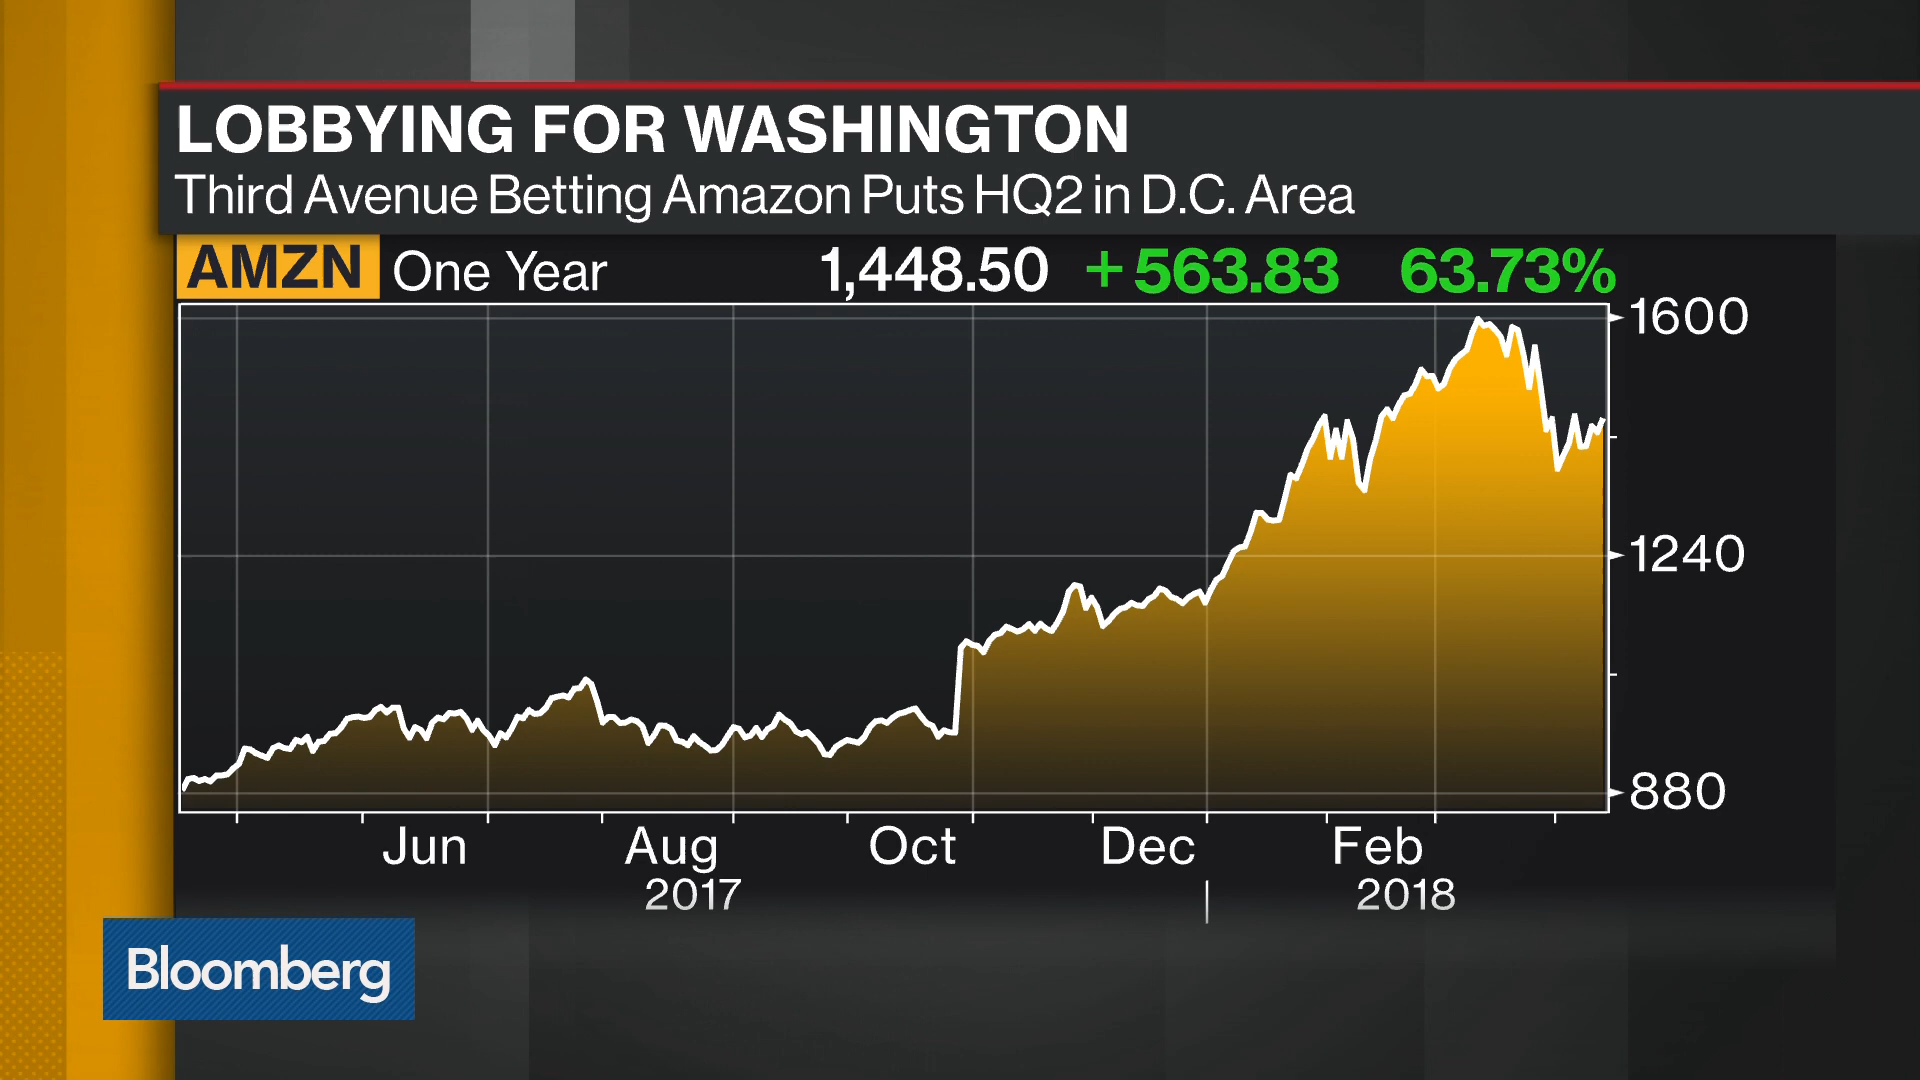 LOBBYING FOR WASHINGTON
Third Avenue Betting Amazon Puts HQ2 in D.C. Area
AMZN One Year 1,448.50 +563.83 63.73%
1600
1240
880
Jun Aug Oct Dec Feb
2017 2018
Bloomberg